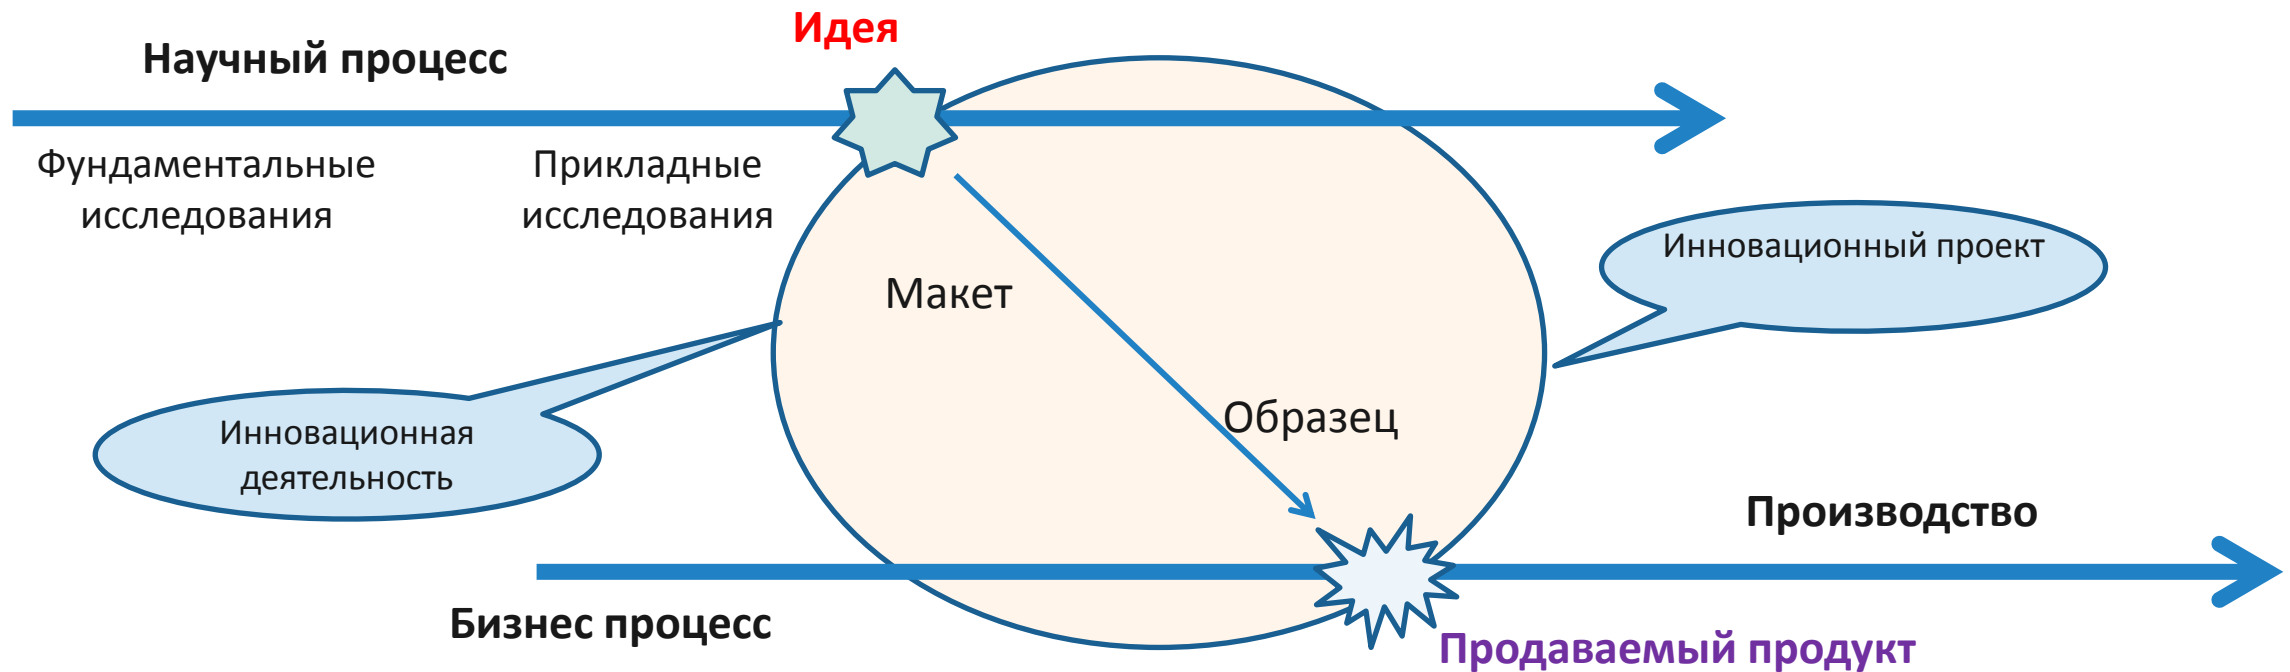 Идея
Научный процесс
Фундаментальные
исследования
Прикладные
исследования
Инновационный проект
Макет
Образец
Инновационная
деятельность
Производство
Бизнес процесс
Продаваемый продукт